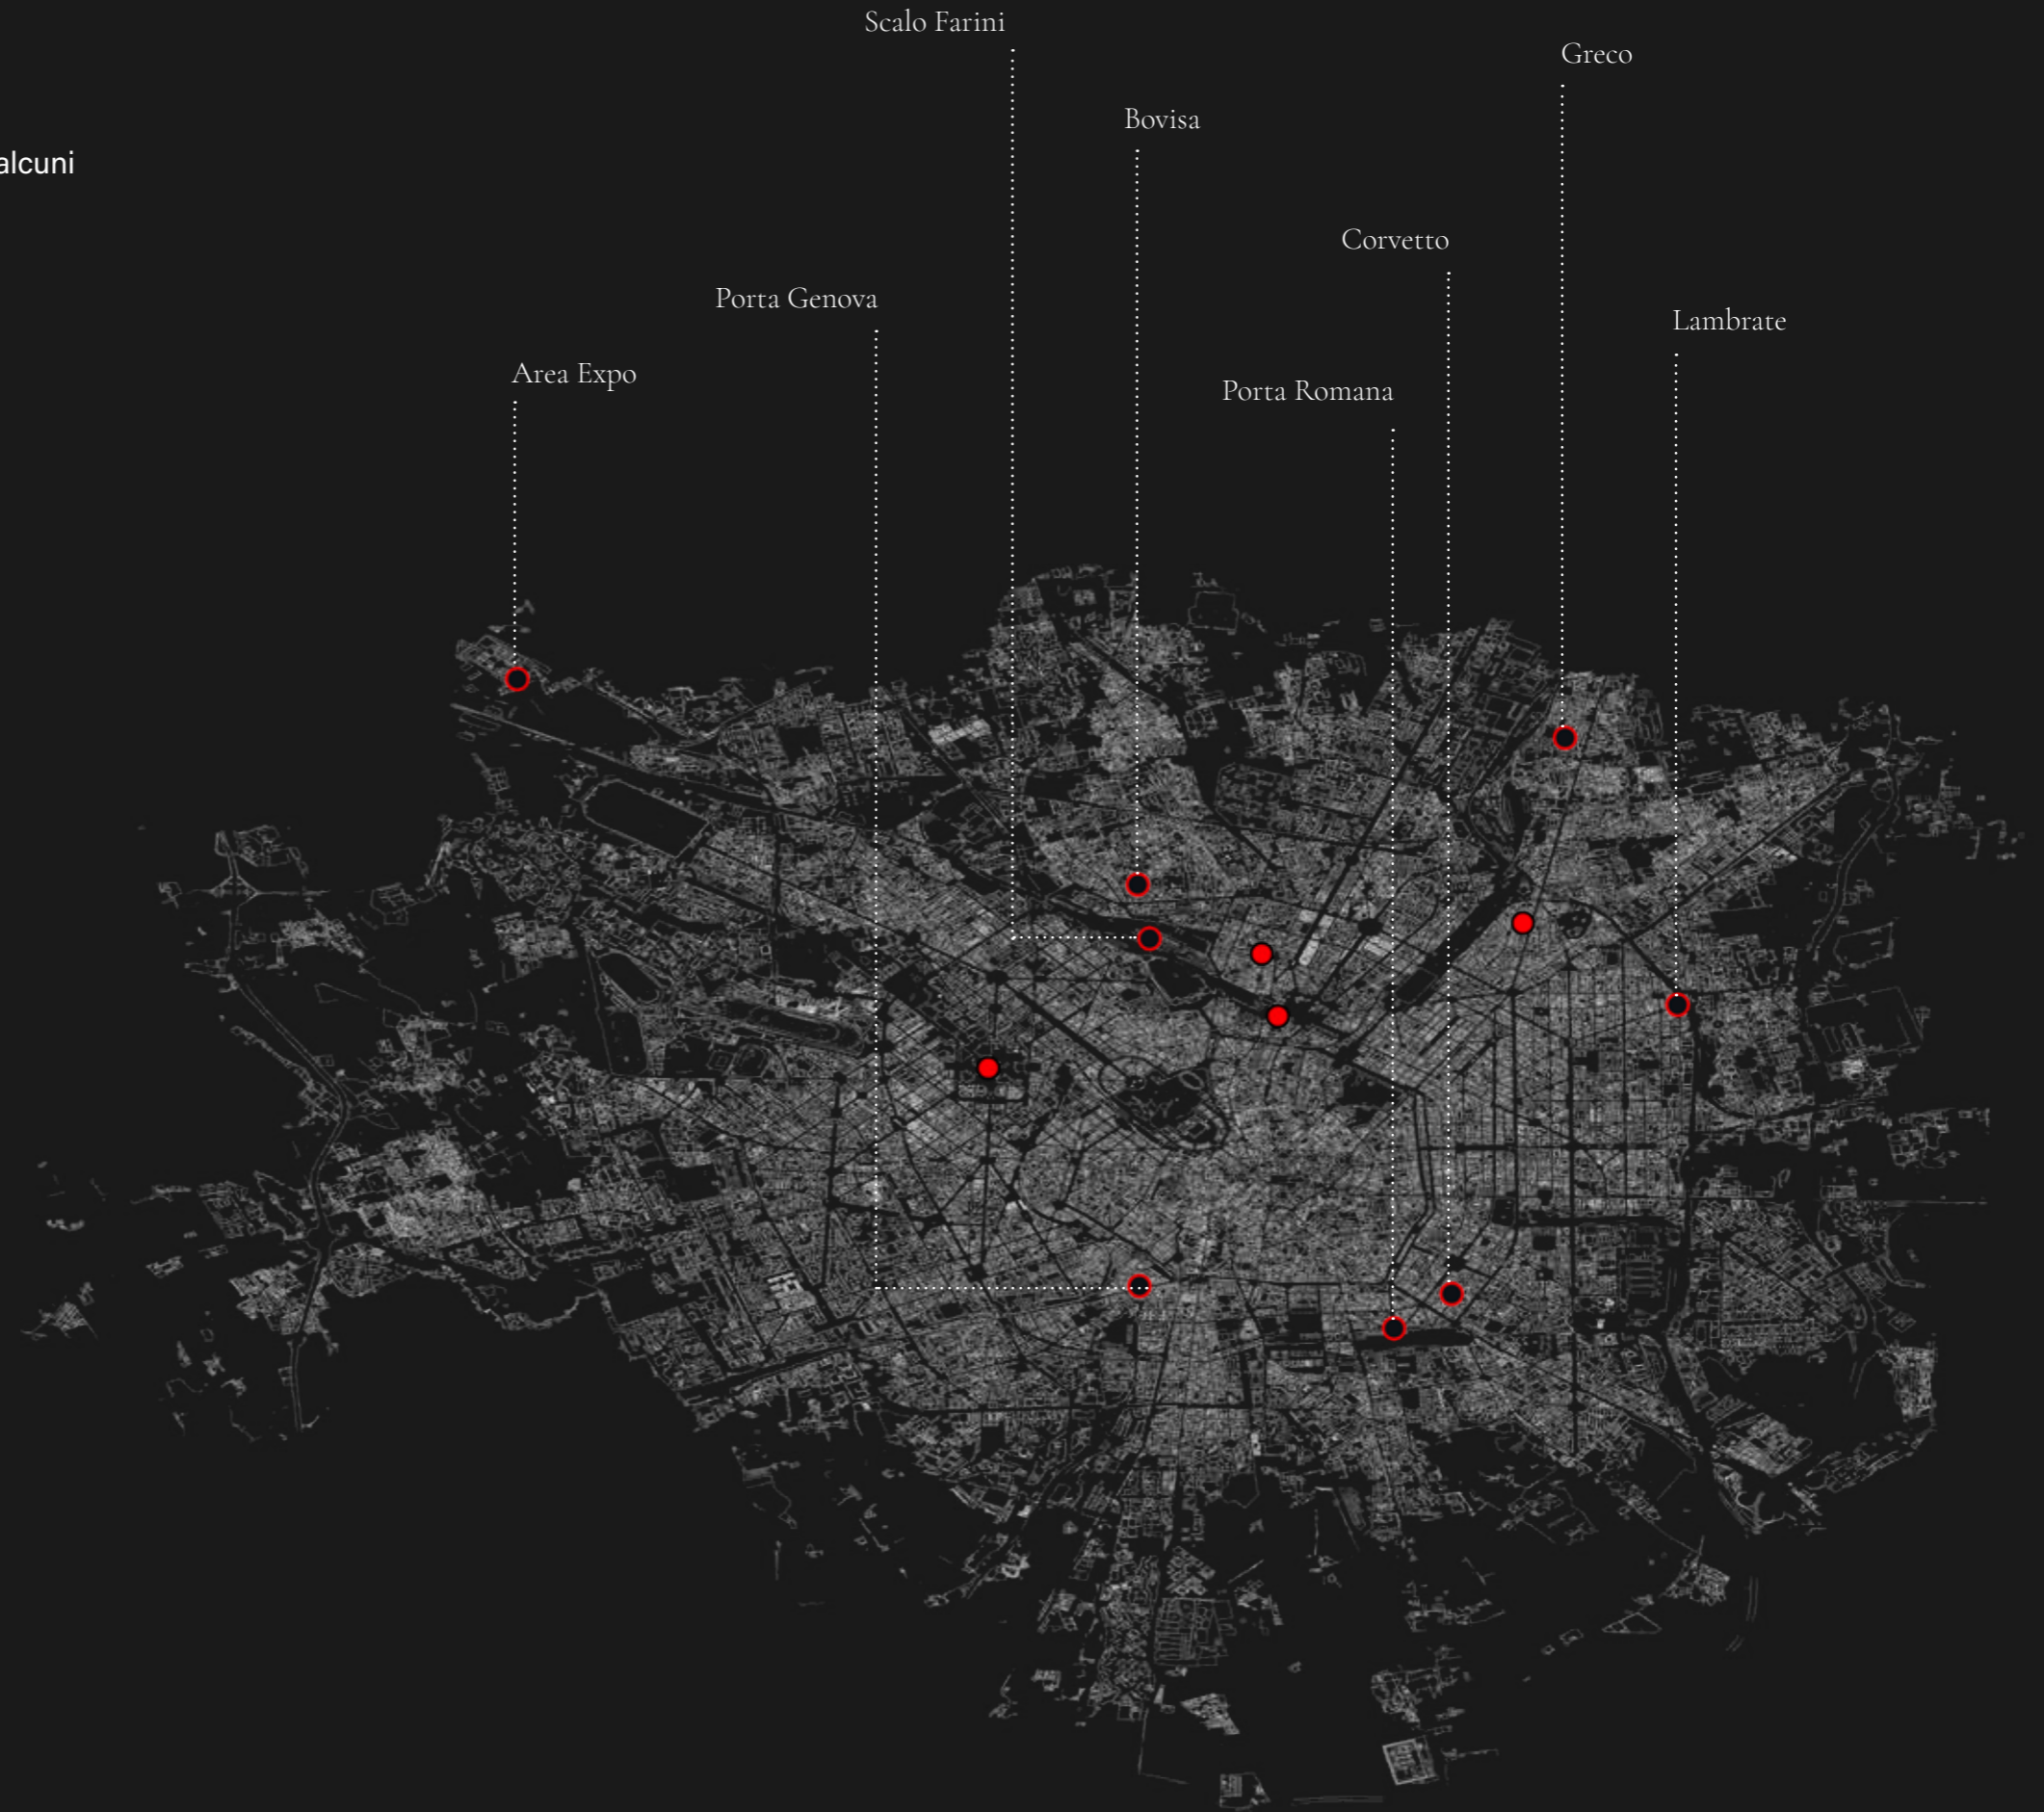 Scalo Farini
Greco
Bovisa
alcuni
Corvetto
Porta Genova
Lambrate
Area Expo
Porta Romana